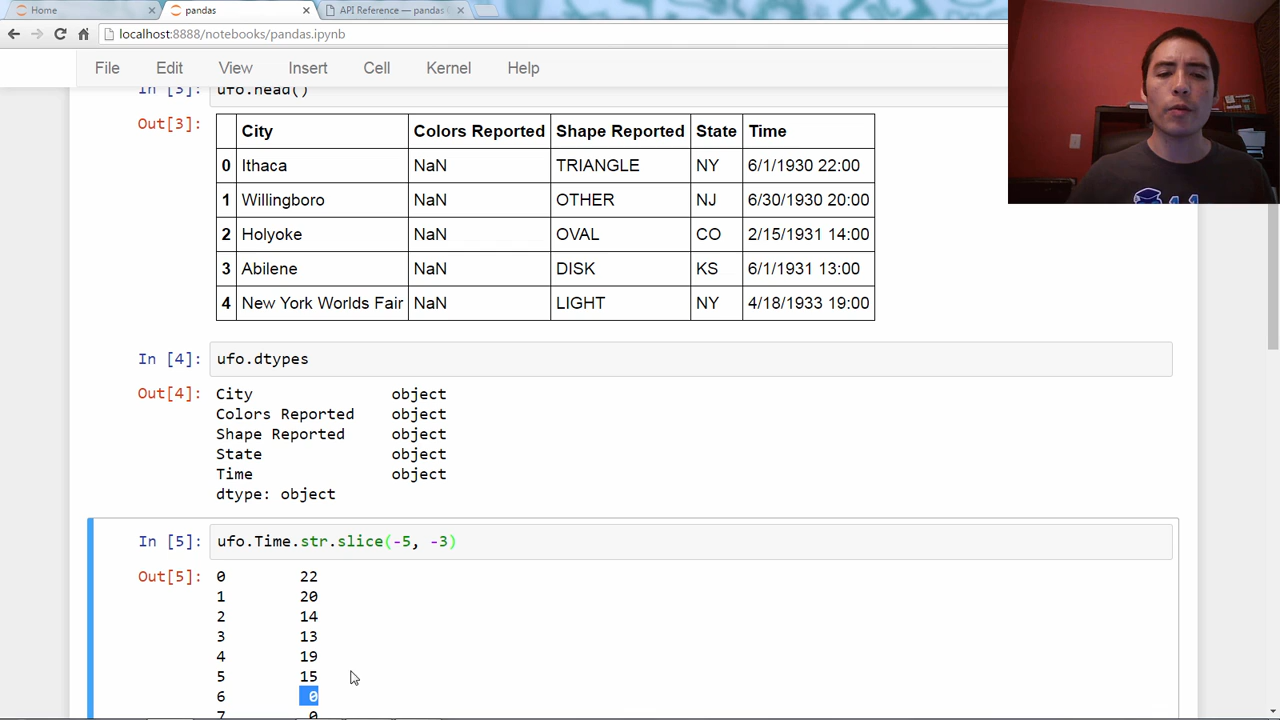 Home
pandas
API Reference — pandas
localhost:8888/notebooks/pandas.ipynb
File Edit View Insert Cell Kernel Help
In [3]: ufo.head()
Out[3]:
City Colors Reported Shape Reported State Time
0 Ithaca NaN TRIANGLE NY 6/1/1930 22:00
1 Willingboro NaN OTHER NJ 6/30/1930 20:00
2 Holyoke NaN OVAL CO 2/15/1931 14:00
3 Abilene NaN DISK KS 6/1/1931 13:00
4 New York Worlds Fair NaN LIGHT NY 4/18/1933 19:00
In [4]: ufo.dtypes
Out[4]: City object
Colors Reported object
Shape Reported object
State object
Time object
dtype: object
In [5]: ufo.Time.str.slice(-5, -3)
Out[5]: 0 22
1 20
2 14
3 13
4 19
5 15
6 0
7 0